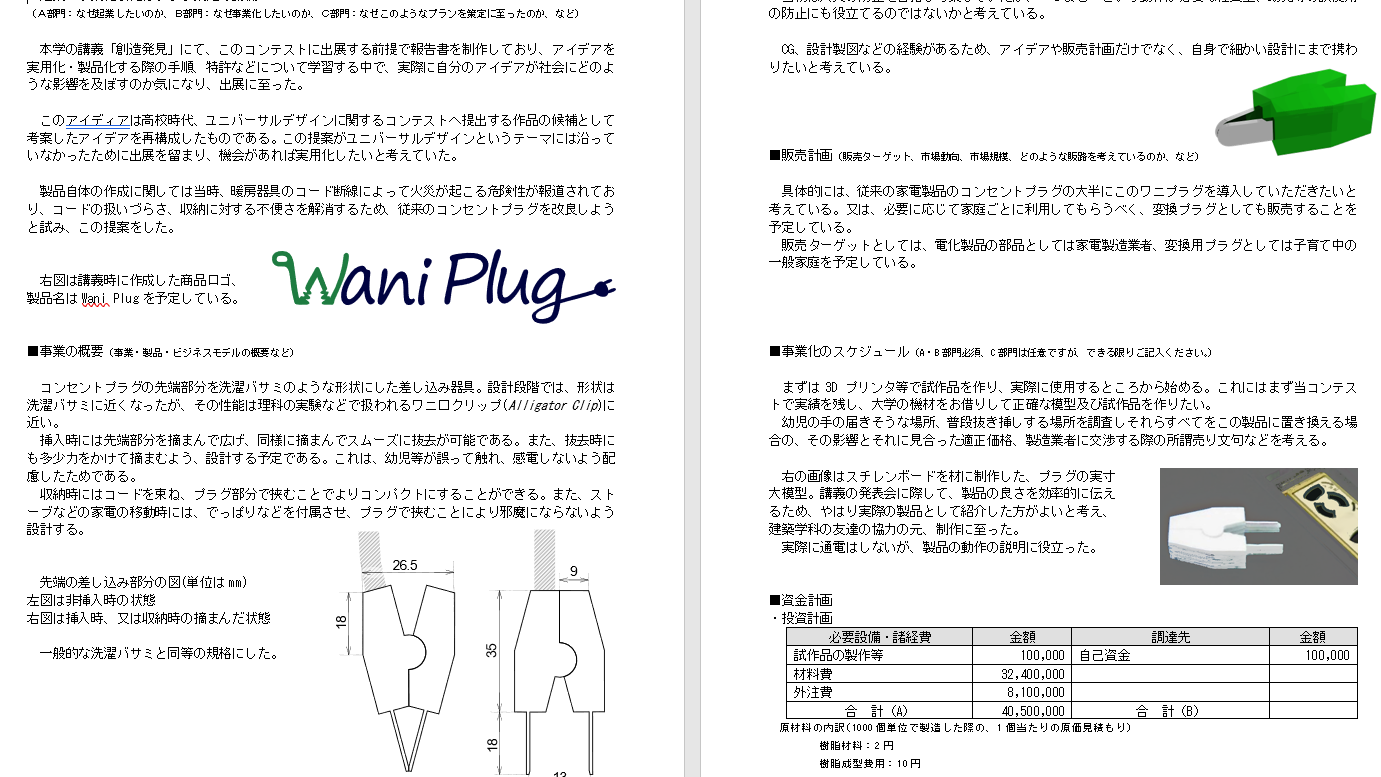 （A部門：なぜ起業したいのか、B部門：なぜ事業化したいのか、C部門：なぜこのようなプランを策定に至ったのか、など）
本学の講義「創造発見」にて、このコンテストに出展する前提で報告書を制作しており、アイデアを
実用化・製品化する際の手順、特許などについて学習する中で、実際に自分のアイデアが社会にどのよ
うな影響を及ぼすのか気になり、出展に至った。
このアイディアは高校時代、ユニバーサルデザインに関するコンテストへ提出する作品の候補として
考案したアイデアを再構成したものである。この提案がユニバーサルデザインというテーマには沿って
いなかったために出展を留まり、機会があれば実用化したいと考えていた。
製品自体の作成に関しては当時、暖房器具のコード断線によって火災が起こる危険性が報道されてお
り、コードの扱いづらさ、収納に対する不便さを解消するため、従来のコンセントプラグを改良しよう
と試み、この提案をした。
右図は講義時に作成した商品ロゴ、
製品名は Wani Plug を予定している。
Wani Plug
■事業の概要（事業・製品・ビジネスモデルの概要など）
コンセントプラグの先端部分を洗濯バサミのような形状にした差し込み器具。設計段階では、形状は
洗濯バサミに近くなったが、その性能は理科の実験などで扱われるワニ口クリップ(Alligator Clip)に
近い。
挿入時には先端部分を摘まんで広げ、同様に摘まんでスムーズに抜去が可能である。また、抜去時に
も多少力をかけて摘まむよう、設計する予定である。これは、幼児等が誤って触れ、感電しないよう配
慮したためである。
収納時にはコードを束ね、プラグ部分で挟むことでよりコンパクトにすることができる。また、スト
ーブなどの家電の移動時には、でっぱりなどを付属させ、プラグで挟むことにより邪魔にならないよう
設計する。
先端の差し込み部分の図(単位は mm)
左図は非挿入時の状態
右図は挿入時、又は収納時の摘まんだ状態
一般的な洗濯バサミと同等の規格にした。
26.5
18
9
35
18
13
の防止にも役立てるのではないかと考えている。
CG、設計製図などの経験があるため、アイデアや販売計画だけでなく、自身で細かい設計にまで携わ
りたいと考えている。
■販売計画（販売ターゲット、市場動向、市場規模、どのような販路を考えているのか、など）
具体的には、従来の家電製品のコンセントプラグの大半にこのワニプラグを導入していただきたいと
考えている。又は、必要に応じて家庭ごとに利用してもらうべく、変換プラグとしても販売することを
予定している。
販売ターゲットとしては、電化製品の部品としては家電製造業者、変換用プラグとしては子育て中の
一般家庭を予定している。
■事業化のスケジュール（A・B部門必須、C部門は任意ですが、できる限りご記入ください。）
まずは 3D プリンタ等で試作品を作り、実際に使用するところから始める。これにはまず当コンテス
トで実績を残し、大学の機材をお借りして正確な模型及び試作品を作りたい。
幼児の手の届きそうな場所、普段抜き挿しする場所を調査しそれらすべてをこの製品に置き換える場
合の、その影響とそれに見合った適正価格、製造業者に交渉する際の所謂売り文句などを考える。
右の画像はスチレンボードを材に制作した、プラグの実寸
大模型。講義の発表会に際して、製品の良さを効率的に伝え
るため、やはり実際の製品として紹介した方がよいと考え、
建築学科の友達の協力の元、制作に至った。
実際に通電はしないが、製品の動作の説明に役立った。
■資金計画
・投資計画
必要設備・諸経費 金額 調達先 金額
試作品の製作等 100,000 自己資金 100,000
材料費 32,400,000
外注費 8,100,000
合 計 (A) 40,500,000 合 計 (B)
原材料の内訳(1000 個単位で製造した際の、1 個当たりの原価見積もり)
樹脂材料：2 円
樹脂成型費用：10 円